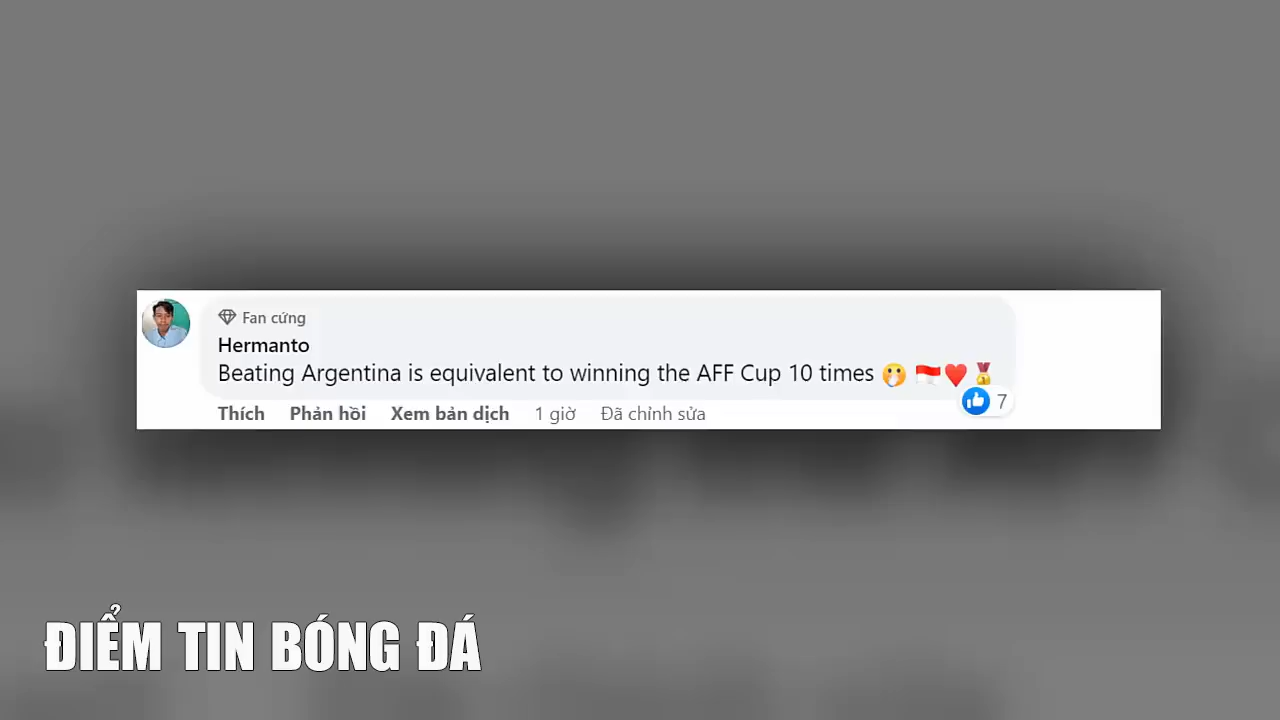 Fan cứng
Hermanto
Beating Argentina is equivalent to winning the AFF Cup 10 times 🫢 🇮🇩❤️🥇
7
Thích Phản hồi Xem bản dịch 1 giờ Đã chỉnh sửa
ĐIỂM TIN BÓNG ĐÁ